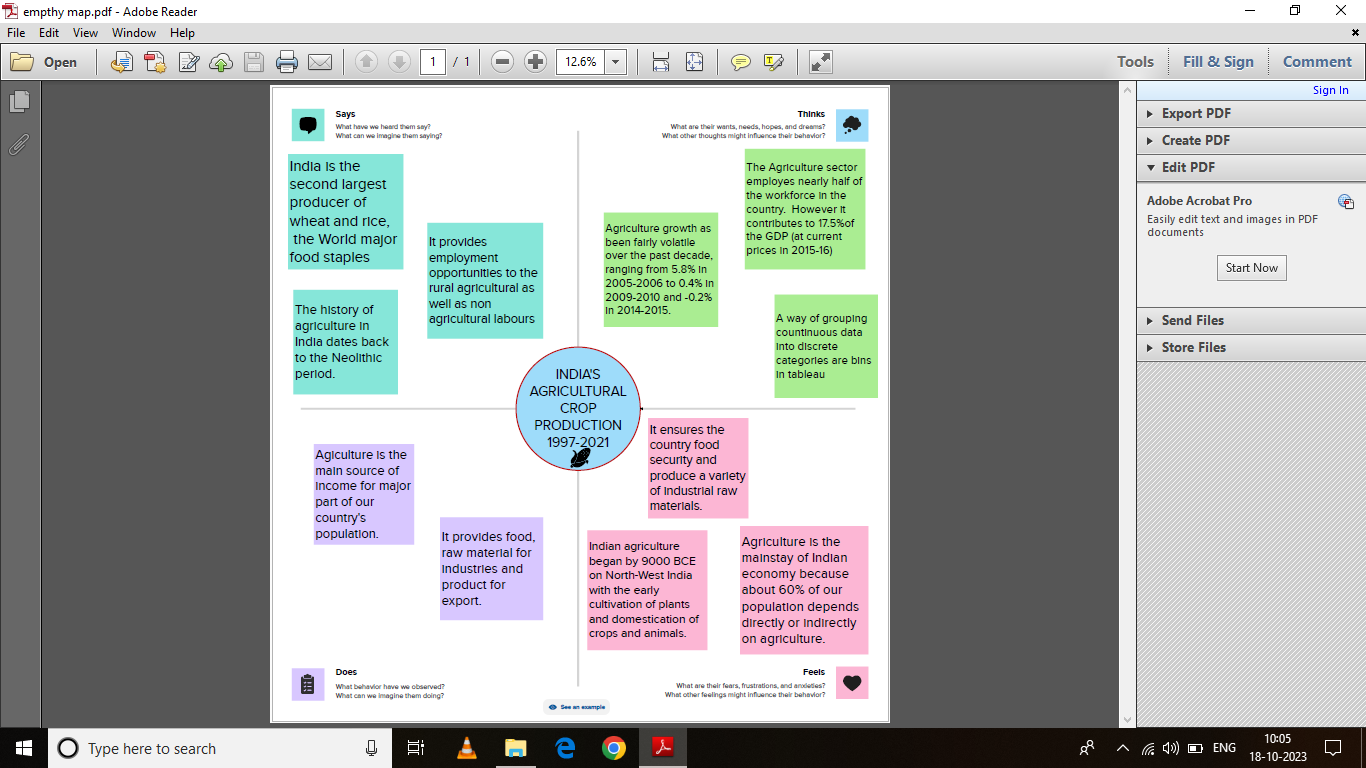 empthy map.pdf - Adobe Reader
File Edit View Window Help
Open
1 / 1
12.6%
Tools
Fill & Sign
Comment
Sign In
Export PDF
Create PDF
Edit PDF
Adobe Acrobat Pro
Easily edit text and images in PDF
documents
Start Now
Send Files
Store Files
Says
What have we heard them say?
What can we imagine them saying?
Thinks
What are their wants, needs, hopes, and dreams?
What other thoughts might influence their behavior?
India is the
second largest
producer of
wheat and rice,
the World major
food staples
It provides
employment
opportunities to the
rural agricultural as
well as non
agricultural labours
The history of
agriculture in
India dates back
to the Neolithic
period.
Agriculture growth as
been fairly volatile
over the past decade,
ranging from 5.8% in
2005-2006 to 0.4% in
2009-2010 and -0.2%
in 2014-2015.
The Agriculture sector
employes nearly half of
the workforce in the
country. However it
contributes to 17.5%of
the GDP (at current
prices in 2015-16)
A way of grouping
countinuous data
into discrete
categories are bins
in tableau
INDIA'S
AGRICULTURAL
CROP
PRODUCTION
1997-2021
Agiculture is the
main source of
income for major
part of our
country's
population.
It provides food,
raw material for
industries and
product for
export.
It ensures the
country food
security and
produce a variety
of industrial raw
materials.
Indian agriculture
began by 9000 BCE
on North-West India
with the early
cultivation of plants
and domestication of
crops and animals.
Agriculture is the
mainstay of Indian
economy because
about 60% of our
population depends
directly or indirectly
on agriculture.
Does
What behavior have we observed?
What can we imagine them doing?
Feels
What are their fears, frustrations, and anxieties?
What other feelings might influence their behavior?
See an example
Type here to search
ENG
10:05
18-10-2023